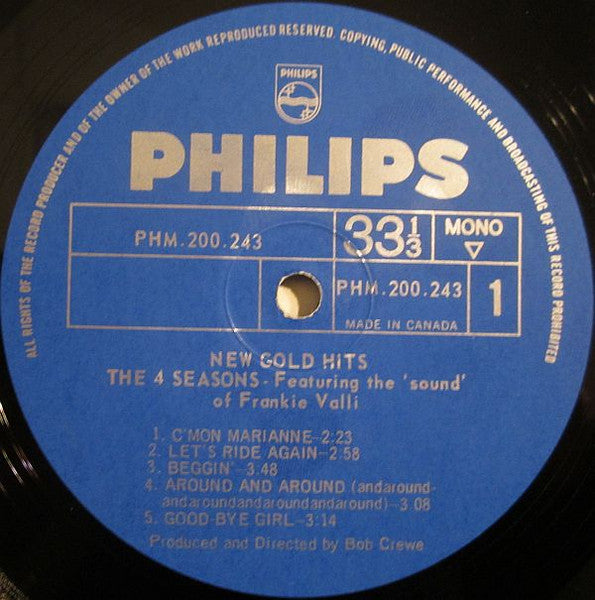 ALL RIGHTS OF THE RECORD PRODUCER AND OF THE OWNER OF THE WORK REPRODUCED RESERVED. COPYING, PUBLIC PERFORMANCE AND BROADCASTING OF THIS RECORD PROHIBITED
PHILIPS
PHILIPS
PHM.200.243
33 1/3
MONO
PHM.200.243
1
MADE IN CANADA
NEW GOLD HITS
THE 4 SEASONS - Featuring the 'sound'
of Frankie Valli
1. C'MON MARIANNE-2:23
2. LET'S RIDE AGAIN-2:58
3. BEGGIN'-3.48
4. AROUND AND AROUND (andaround-
andaroundandaroundandaround)-3:08
5. GOOD-BYE GIRL-3:14
Produced and Directed by Bob Crewe